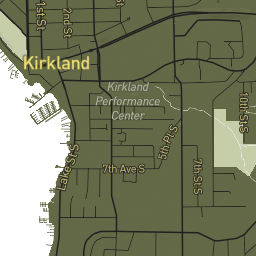 1st St
2nd St
Kirkland
Kirkland
Performance
Center
10th St S
Lake St S
5th Pl S
7th Ave S
7th St S